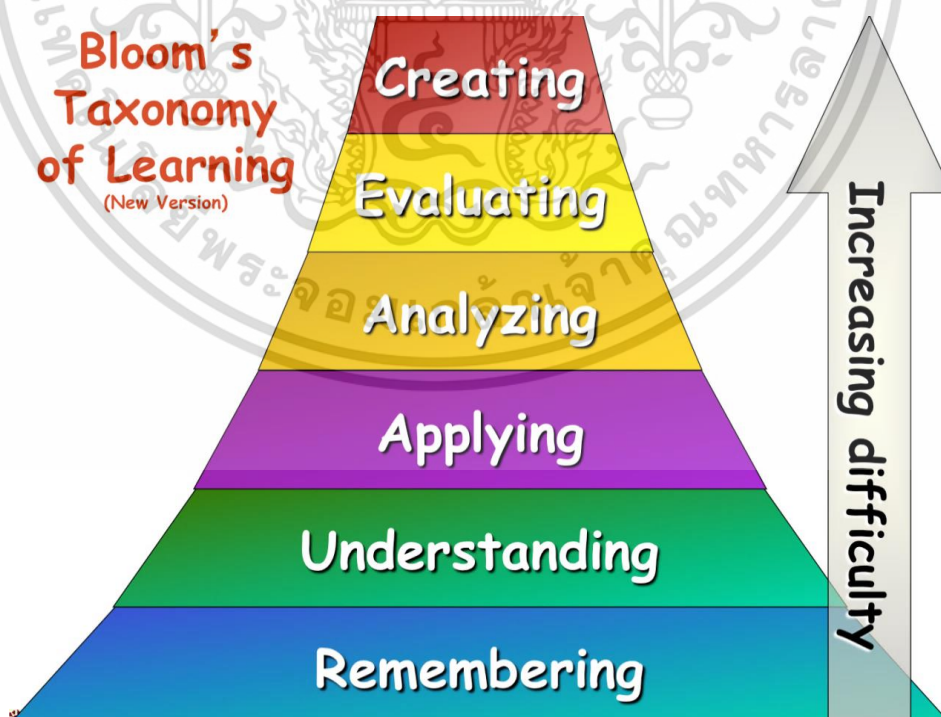 Bloom's
Taxonomy
of Learning
(New Version)
Creating
Evaluating
Analyzing
Applying
Understanding
Remembering
Increasing difficulty